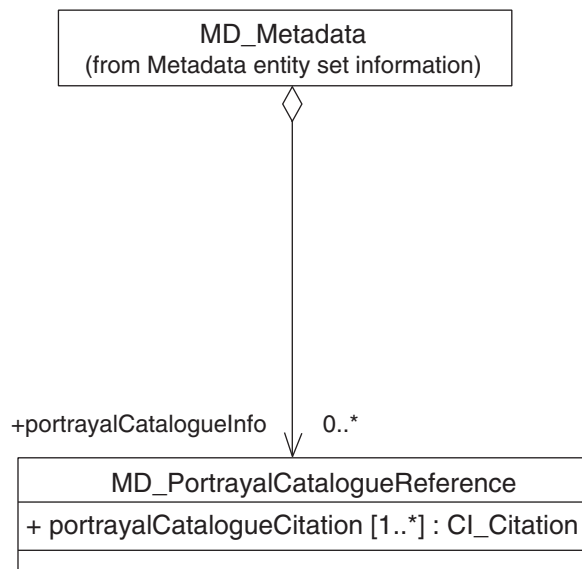 MD_Metadata
(from Metadata entity set information)
+portrayalCatalogueInfo 0..*
MD_PortrayalCatalogueReference
+ portrayalCatalogueCitation [1..*] : CI_Citation